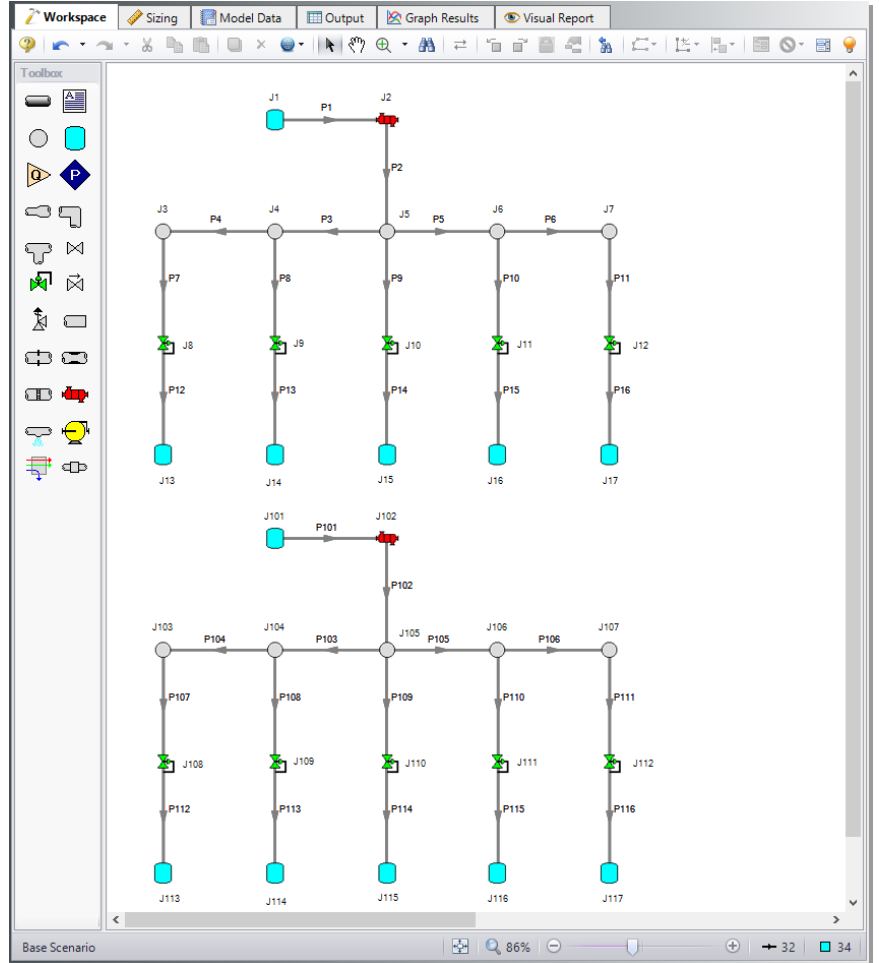 Workspace Sizing Model Data Output Graph Results Visual Report
Toolbox
A
Q P
J1 P1 J2
P2
J3 P4 J4 P3 J5 P5 J6 P6 J7
P7 P8 P9 P10 P11
J8 J9 J10 J11 J12
P12 P13 P14 P15 P16
J13 J14 J15 J16 J17
J101 P101 J102
P102
J103 P104 J104 P103 J105 P105 J106 P106 J107
P107 P108 P109 P110 P111
J108 J109 J110 J111 J112
P112 P113 P114 P115 P116
J113 J114 J115 J116 J117
Base Scenario 86% 32 34